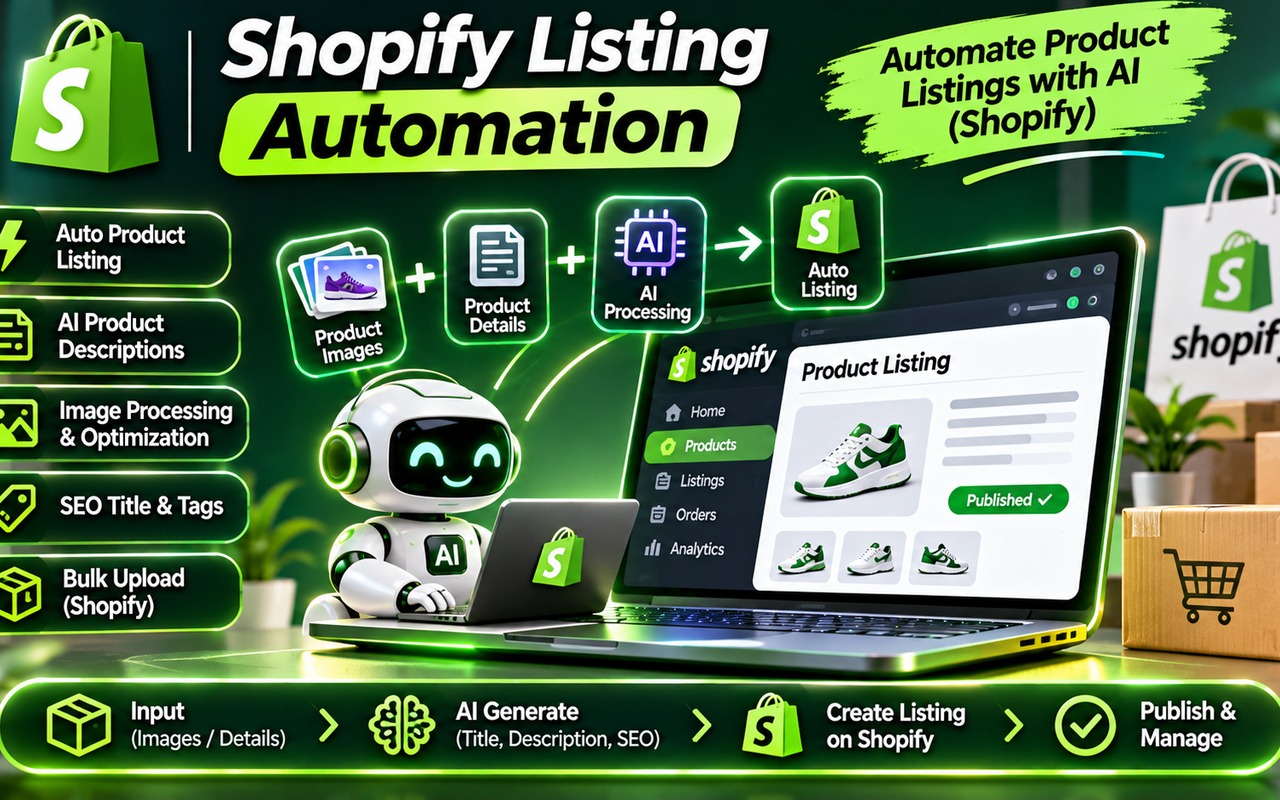 S
Shopify Listing
Automation
Automate Product
Listings with AI
(Shopify)
Auto Product
Listing
AI Product
Descriptions
Image Processing
& Optimization
SEO Title & Tags
Bulk Upload
(Shopify)
Product
Images
+
Product
Details
+
AI
AI
Processing
S
Auto
Listing
S shopify
Home
Products
Listings
Orders
Analytics
Product Listing
Published
AI
S
S
shopify
Input
(Images / Details)
AI Generate
(Title, Description, SEO)
S
Create Listing
on Shopify
Publish &
Manage